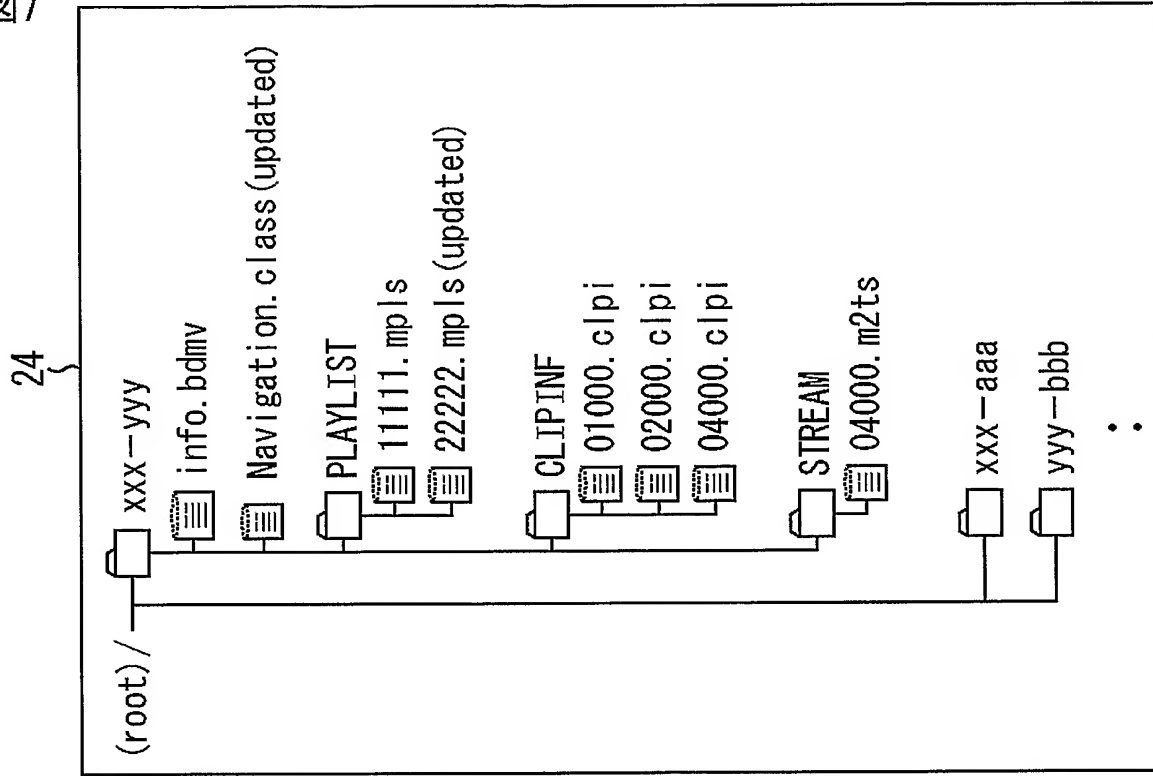 図7
24
(root)/
xxx-yyy
info.bdmv
Navigation.class(updated)
PLAYLIST
11111.mpls
22222.mpls(updated)
CLIPINF
01000.clpi
02000.clpi
04000.clpi
STREAM
04000.m2ts
xxx-aaa
yyy-bbb